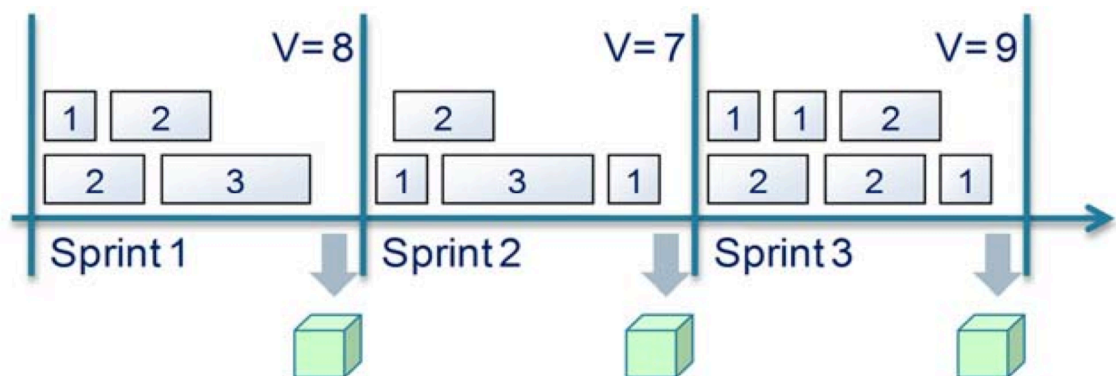 V=8 V=7 V=9
1 2 2 1 1 2
2 3 1 3 1 2 2 1
Sprint 1 Sprint 2 Sprint 3